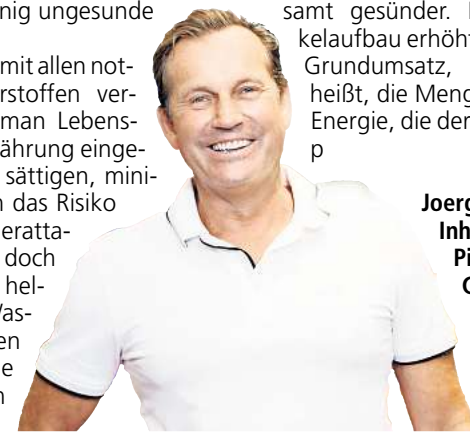 nig ungesunde
mit allen not-
rstoffen ver-
man Lebens-
ährung einge-
sättigen, mini-
das Risiko
eratta-
doch
hel-
Was-
en
e
samt gesünder.
kelaufbau erhöht
Grundumsatz,
heißt, die Meng
Energie, die der
p
Joerg
Inh
Pi